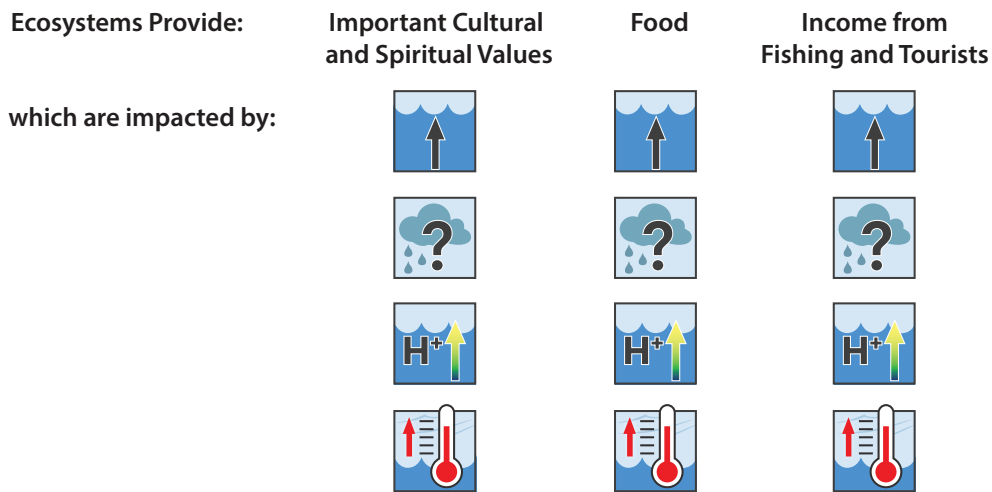 Ecosystems Provide:
Important Cultural
and Spiritual Values
Food
Income from
Fishing and Tourists
which are impacted by:
?
?
?
H+
H+
H+